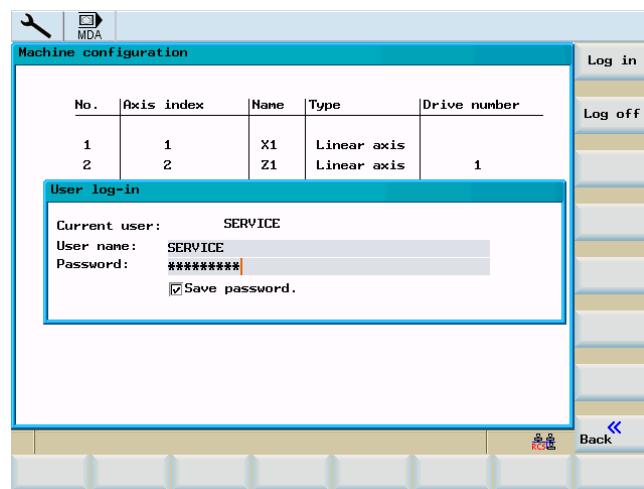 MDA
Machine configuration
Log in
No. Axis index Name Type Drive number
Log off
1 1 X1 Linear axis
2 2 Z1 Linear axis 1
User log-in
Current user: SERVICE
User name: SERVICE
Password: *********
Save password.
RCS
Back